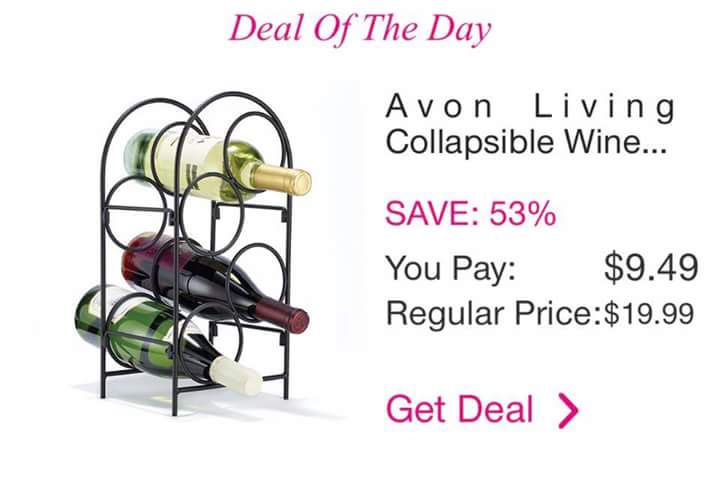 Deal Of The Day
Avon Living
Collapsible Wine...
SAVE: 53%
You Pay: $9.49
Regular Price:$19.99
Get Deal